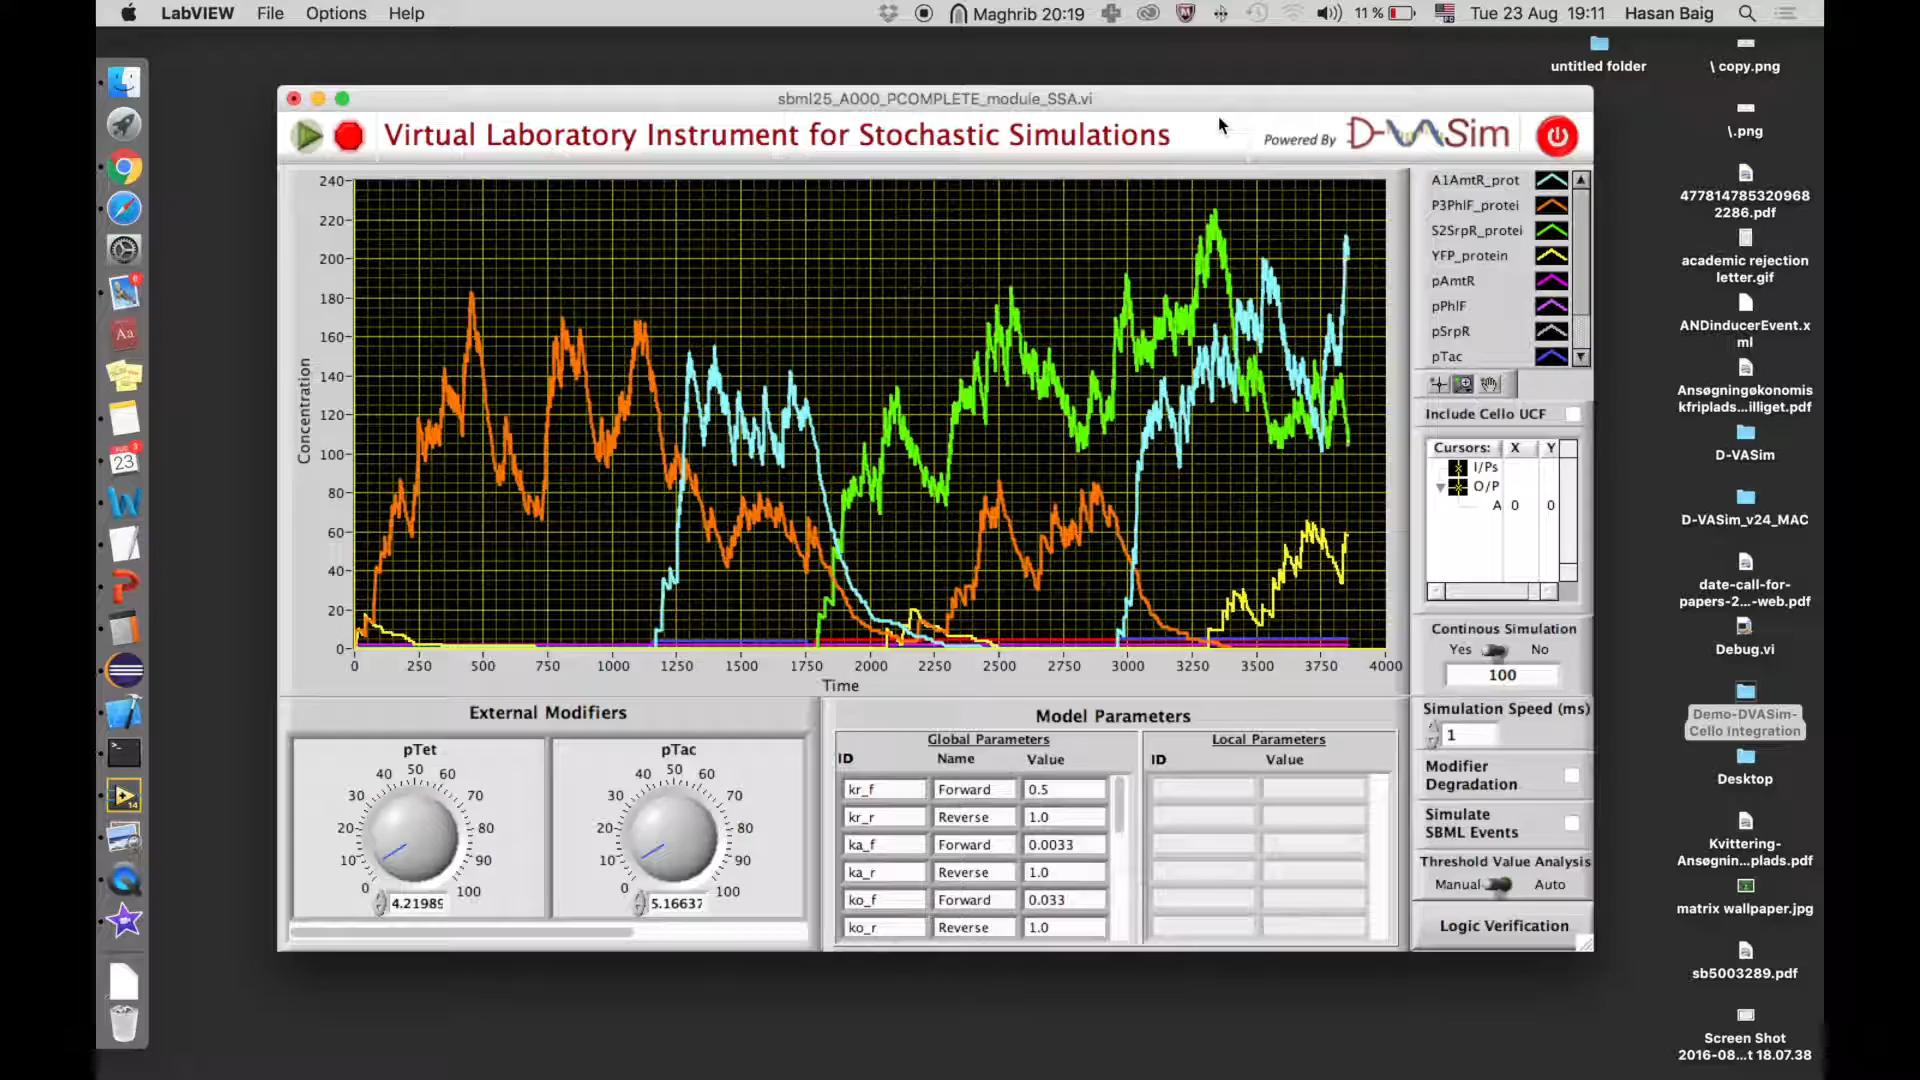 LabVIEW File Options Help
Maghrib 20:19 11 % Tue 23 Aug 19:11 Hasan Baig
untitled folder
\ copy.png
\.png
477814785320968
2286.pdf
academic rejection
letter.gif
ANDinducerEvent.x
ml
Ansøgningøkonomis
kfriplads...illiget.pdf
D-VASim
D-VASim_v24_MAC
date-call-for-
papers-2...-web.pdf
Debug.vi
Demo-DVASim-
Cello Integration
Desktop
Kvittering-
Ansøgnin...plads.pdf
matrix wallpaper.jpg
sb5003289.pdf
Screen Shot
2016-08...t 18.07.38
sbml25_A000_PCOMPLETE_module_SSA.vi
Virtual Laboratory Instrument for Stochastic Simulations
Powered By D-VASim
240
220
200
180
160
140
120
100
80
60
40
20
0
Concentration
0 250 500 750 1000 1250 1500 1750 2000 2250 2500 2750 3000 3250 3500 3750 4000
Time
A1AmtR_prot
P3PhlF_protei
S2SrpR_protei
YFP_protein
pAmtR
pPhlF
pSrpR
pTac
Include Cello UCF
Cursors: X Y
I/Ps
O/P
A 0 0
Continous Simulation
Yes No
100
Simulation Speed (ms)
1
Modifier
Degradation
Simulate
SBML Events
Threshold Value Analysis
Manual Auto
Logic Verification
External Modifiers
pTet
0 10 20 30 40 50 60 70 80 90 100
4.21989
pTac
0 10 20 30 40 50 60 70 80 90 100
5.16637
Model Parameters
Global Parameters
ID Name Value
kr_f Forward 0.5
kr_r Reverse 1.0
ka_f Forward 0.0033
ka_r Reverse 1.0
ko_f Forward 0.033
ko_r Reverse 1.0
Local Parameters
ID Value
Aa
23
14